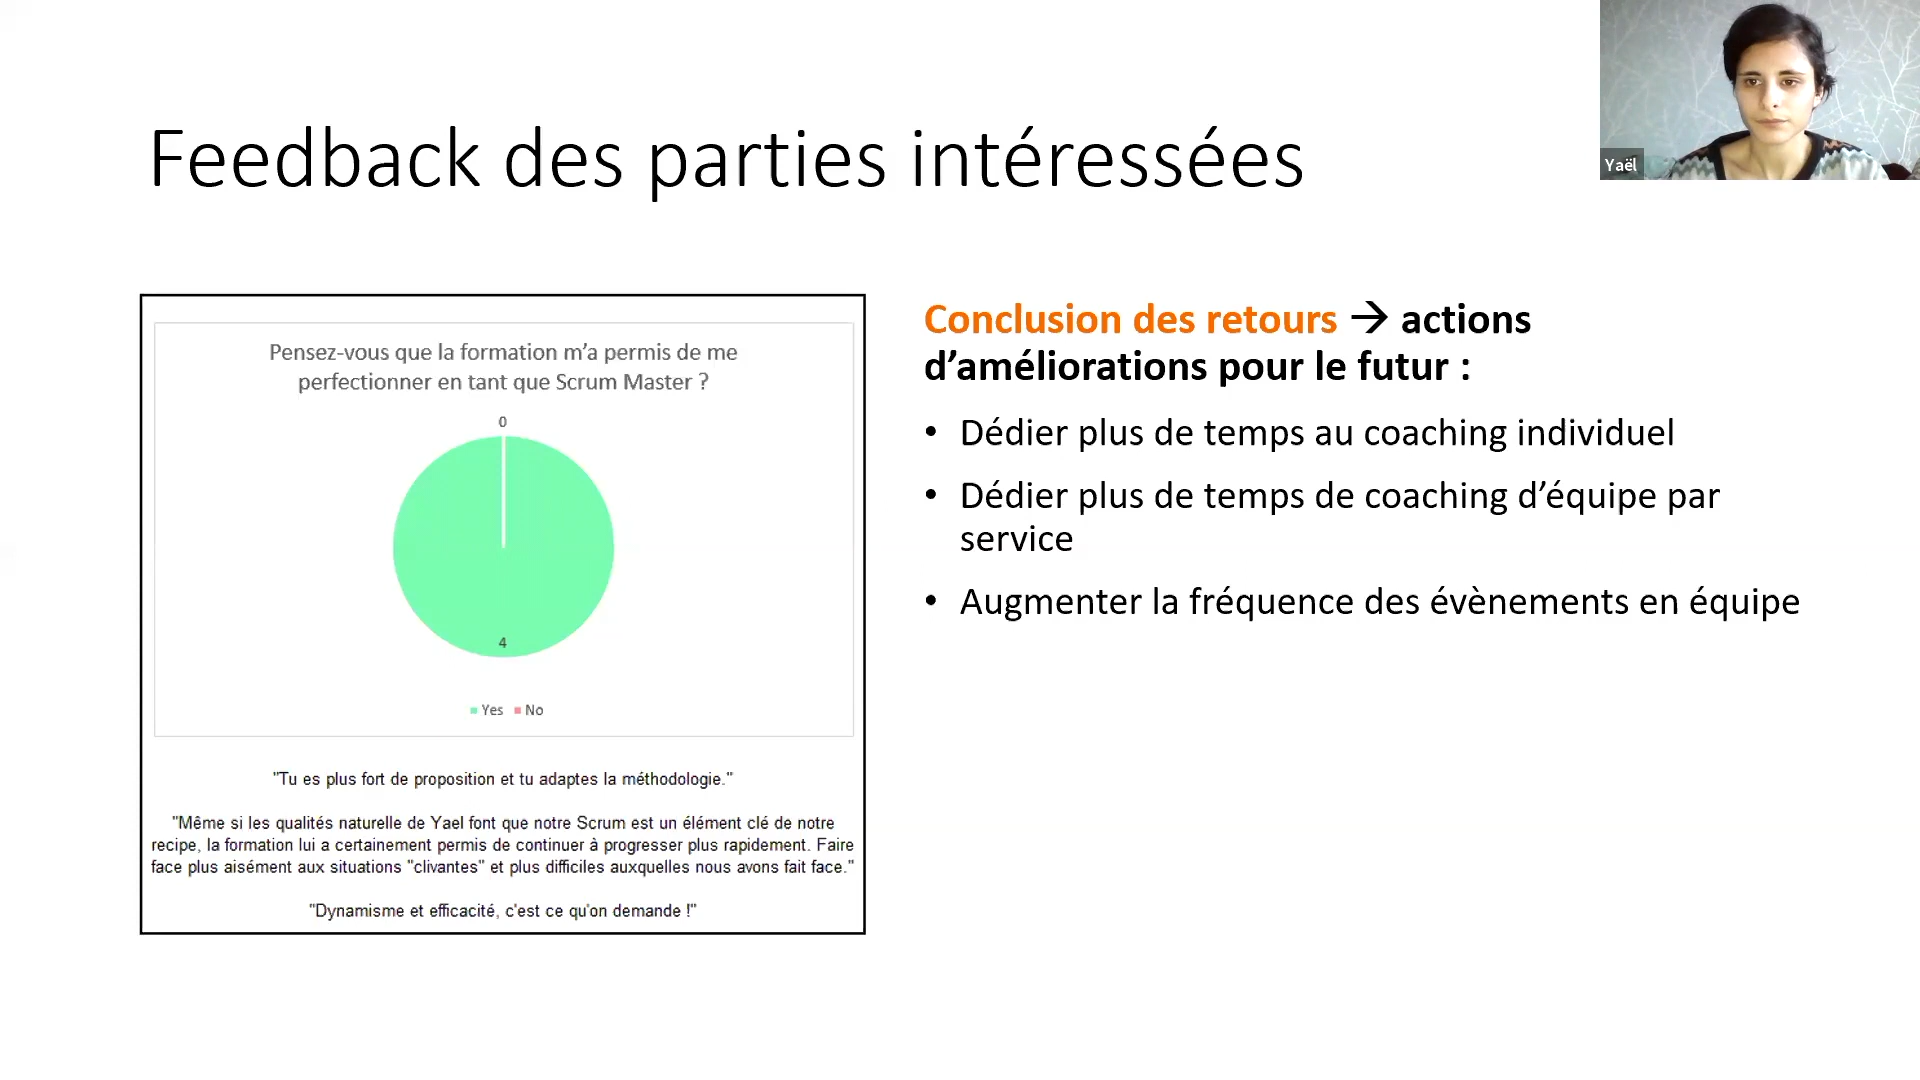 Feedback des parties intéressées
Yaël
Pensez-vous que la formation m’a permis de me
perfectionner en tant que Scrum Master ?
0
4
Yes No
"Tu es plus fort de proposition et tu adaptes la méthodologie."
"Même si les qualités naturelle de Yael font que notre Scrum est un élément clé de notre
recipe, la formation lui a certainement permis de continuer à progresser plus rapidement. Faire
face plus aisément aux situations "clivantes" et plus difficiles auxquelles nous avons fait face."
"Dynamisme et efficacité, c'est ce qu'on demande !"
Conclusion des retours → actions
d’améliorations pour le futur :
• Dédier plus de temps au coaching individuel
• Dédier plus de temps de coaching d’équipe par
service
• Augmenter la fréquence des évènements en équipe